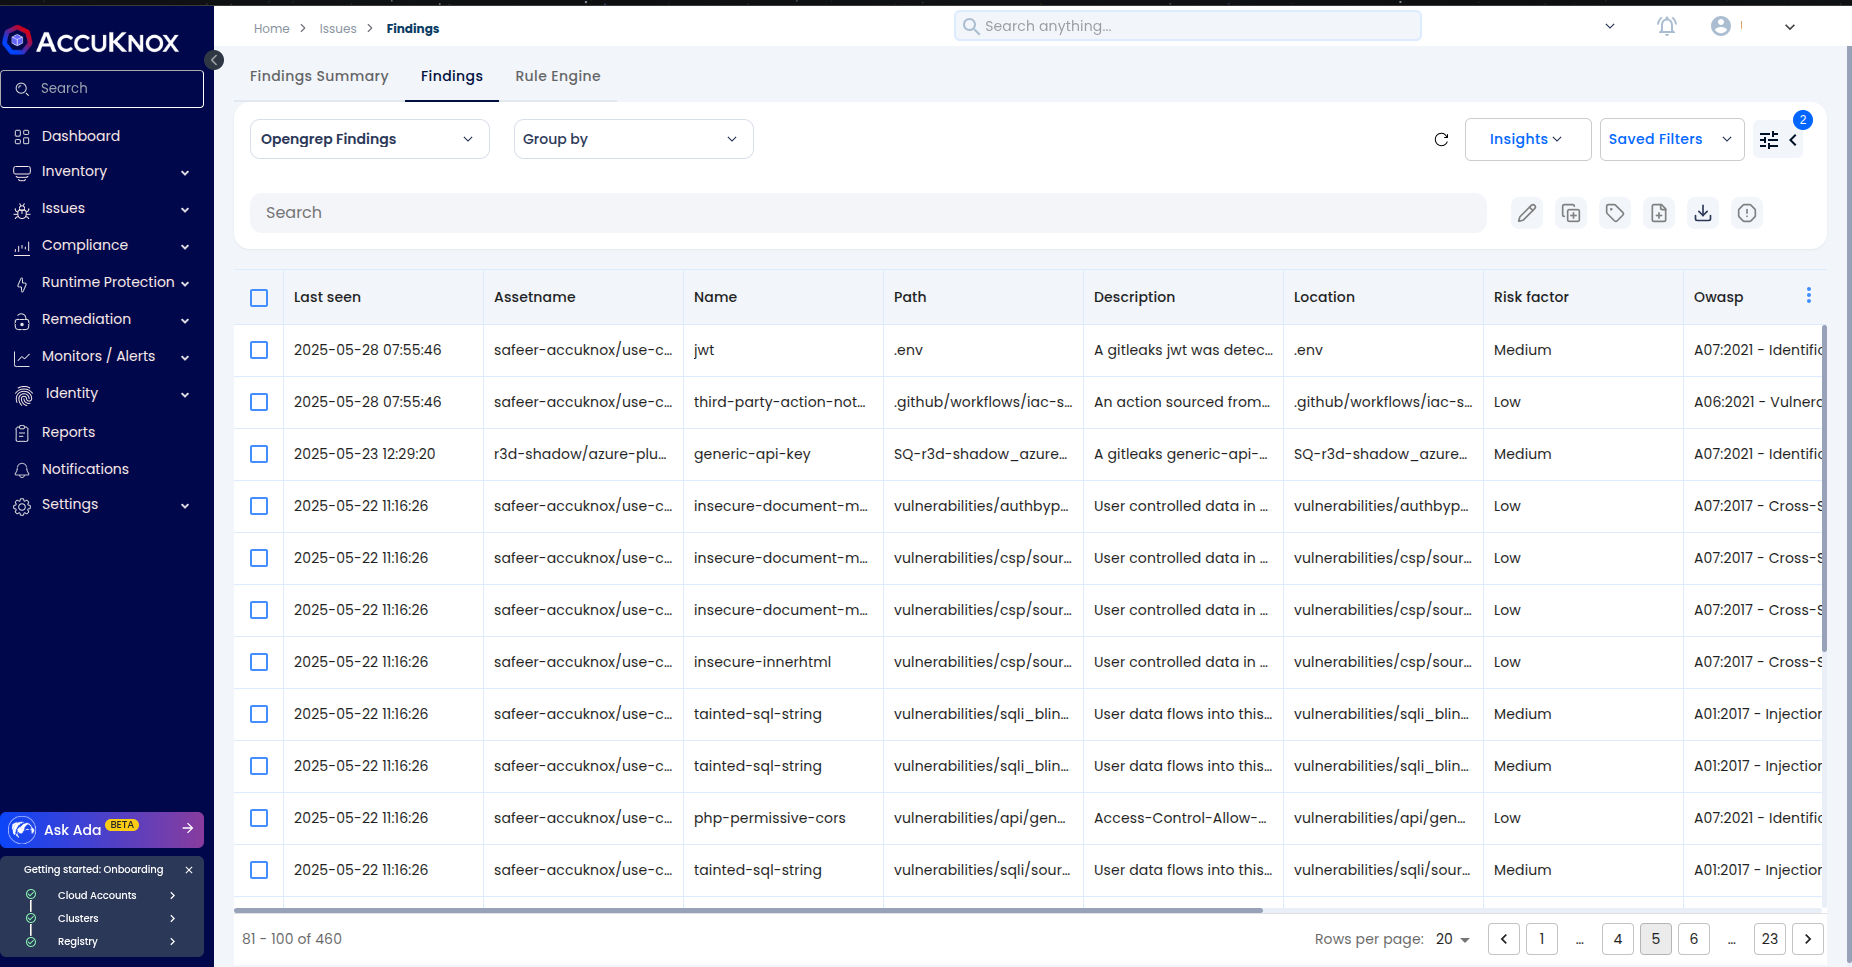 Home > Issues > Findings
Search anything...
ACCUKNOX
Search
Dashboard
Inventory
Issues
Compliance
Runtime Protection
Remediation
Monitors / Alerts
Identity
Reports
Notifications
Settings
Ask Ada BETA
Getting started: Onboarding ×
Cloud Accounts
Clusters
Registry
Findings Summary Findings Rule Engine
Opengrep Findings Group by Insights Saved Filters 2
Search
Last seen Assetname Name Path Description Location Risk factor Owasp
2025-05-28 07:55:46 safeer-accuknox/use-c... jwt .env A gitleaks jwt was detec... .env Medium A07:2021 - Identific
2025-05-28 07:55:46 safeer-accuknox/use-c... third-party-action-not... .github/workflows/iac-s... An action sourced from... .github/workflows/iac-s... Low A06:2021 - Vulnera
2025-05-23 12:29:20 r3d-shadow/azure-plu... generic-api-key SQ-r3d-shadow_azure... A gitleaks generic-api-... SQ-r3d-shadow_azure... Medium A07:2021 - Identific
2025-05-22 11:16:26 safeer-accuknox/use-c... insecure-document-m... vulnerabilities/authbyp... User controlled data in ... vulnerabilities/authbyp... Low A07:2017 - Cross-S
2025-05-22 11:16:26 safeer-accuknox/use-c... insecure-document-m... vulnerabilities/csp/sour... User controlled data in ... vulnerabilities/csp/sour... Low A07:2017 - Cross-S
2025-05-22 11:16:26 safeer-accuknox/use-c... insecure-document-m... vulnerabilities/csp/sour... User controlled data in ... vulnerabilities/csp/sour... Low A07:2017 - Cross-S
2025-05-22 11:16:26 safeer-accuknox/use-c... insecure-innerhtml vulnerabilities/csp/sour... User controlled data in ... vulnerabilities/csp/sour... Low A07:2017 - Cross-S
2025-05-22 11:16:26 safeer-accuknox/use-c... tainted-sql-string vulnerabilities/sqli_blin... User data flows into this... vulnerabilities/sqli_blin... Medium A01:2017 - Injection
2025-05-22 11:16:26 safeer-accuknox/use-c... tainted-sql-string vulnerabilities/sqli_blin... User data flows into this... vulnerabilities/sqli_blin... Medium A01:2017 - Injection
2025-05-22 11:16:26 safeer-accuknox/use-c... php-permissive-cors vulnerabilities/api/gen... Access-Control-Allow-... vulnerabilities/api/gen... Low A07:2021 - Identific
2025-05-22 11:16:26 safeer-accuknox/use-c... tainted-sql-string vulnerabilities/sqli/sour... User data flows into this... vulnerabilities/sqli/sour... Medium A01:2017 - Injection
81 - 100 of 460 Rows per page: 20 < 1 ... 4 5 6 ... 23 >